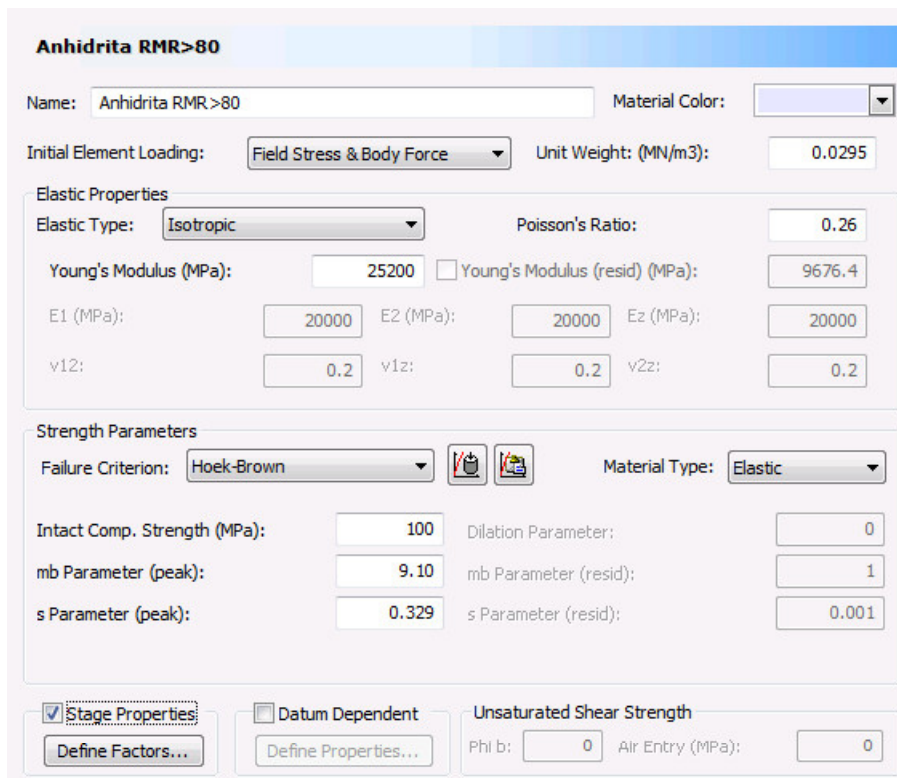 Anhidrita RMR>80
Name: Anhidrita RMR>80 Material Color:
Initial Element Loading: Field Stress & Body Force Unit Weight: (MN/m3): 0.0295
Elastic Properties
Elastic Type: Isotropic Poisson's Ratio: 0.26
Young's Modulus (MPa): 25200 Young's Modulus (resid) (MPa): 9676.4
E1 (MPa): 20000 E2 (MPa): 20000 Ez (MPa): 20000
v12: 0.2 v1z: 0.2 v2z: 0.2
Strength Parameters
Failure Criterion: Hoek-Brown Material Type: Elastic
Intact Comp. Strength (MPa): 100 Dilation Parameter: 0
mb Parameter (peak): 9.10 mb Parameter (resid): 1
s Parameter (peak): 0.329 s Parameter (resid): 0.001
Stage Properties Datum Dependent Unsaturated Shear Strength
Define Factors... Define Properties... Phi b: 0 Air Entry (MPa): 0